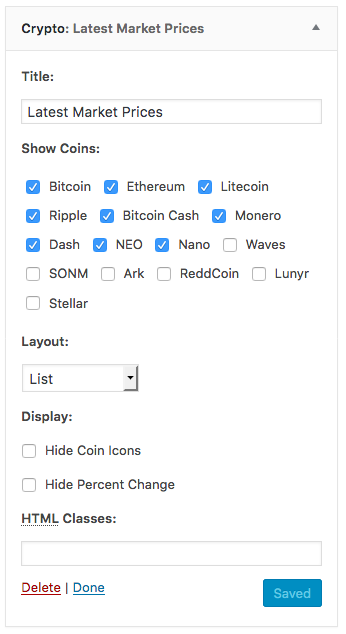 Crypto: Latest Market Prices
Title:
Latest Market Prices
Show Coins:
Bitcoin Ethereum Litecoin
Ripple Bitcoin Cash Monero
Dash NEO Nano Waves
SONM Ark ReddCoin Lunyr
Stellar
Layout:
List
Display:
Hide Coin Icons
Hide Percent Change
HTML Classes:
Delete | Done Saved